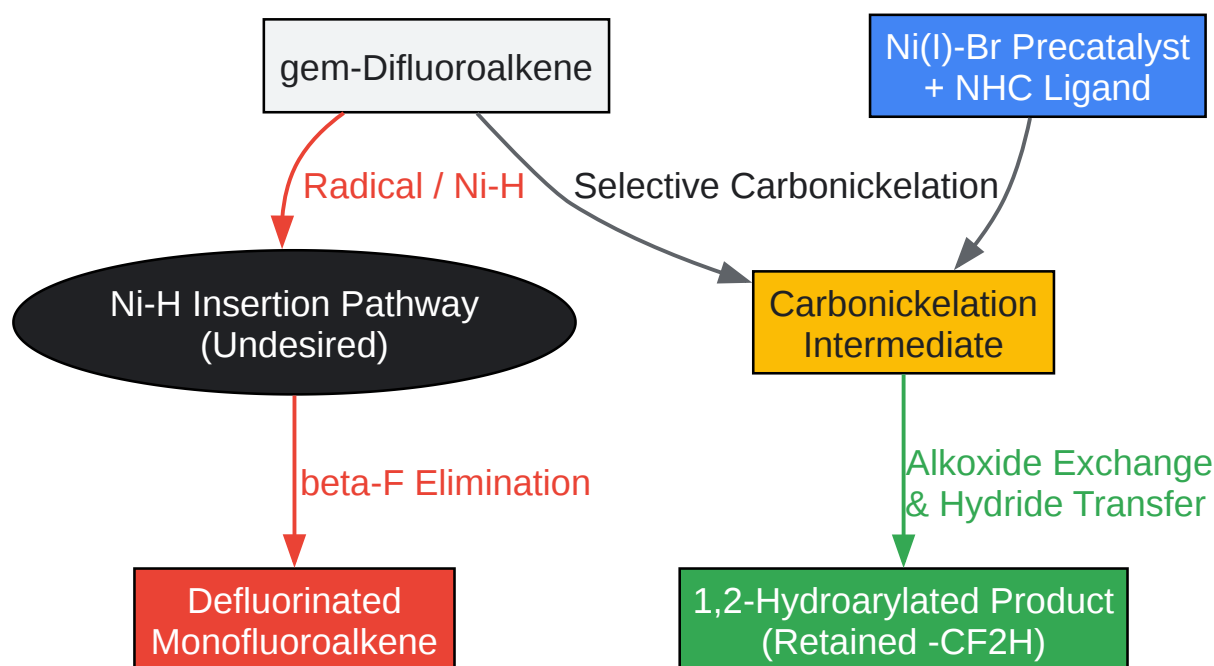 gem-Difluoroalkene
Ni(I)-Br Precatalyst
+ NHC Ligand
Radical / Ni-H
Selective Carbonickelation
Ni-H Insertion Pathway
(Undesired)
Carbonickelation
Intermediate
beta-F Elimination
Alkoxide Exchange
& Hydride Transfer
Defluorinated
Monofluoroalkene
1,2-Hydroarylated Product
(Retained -CF2H)